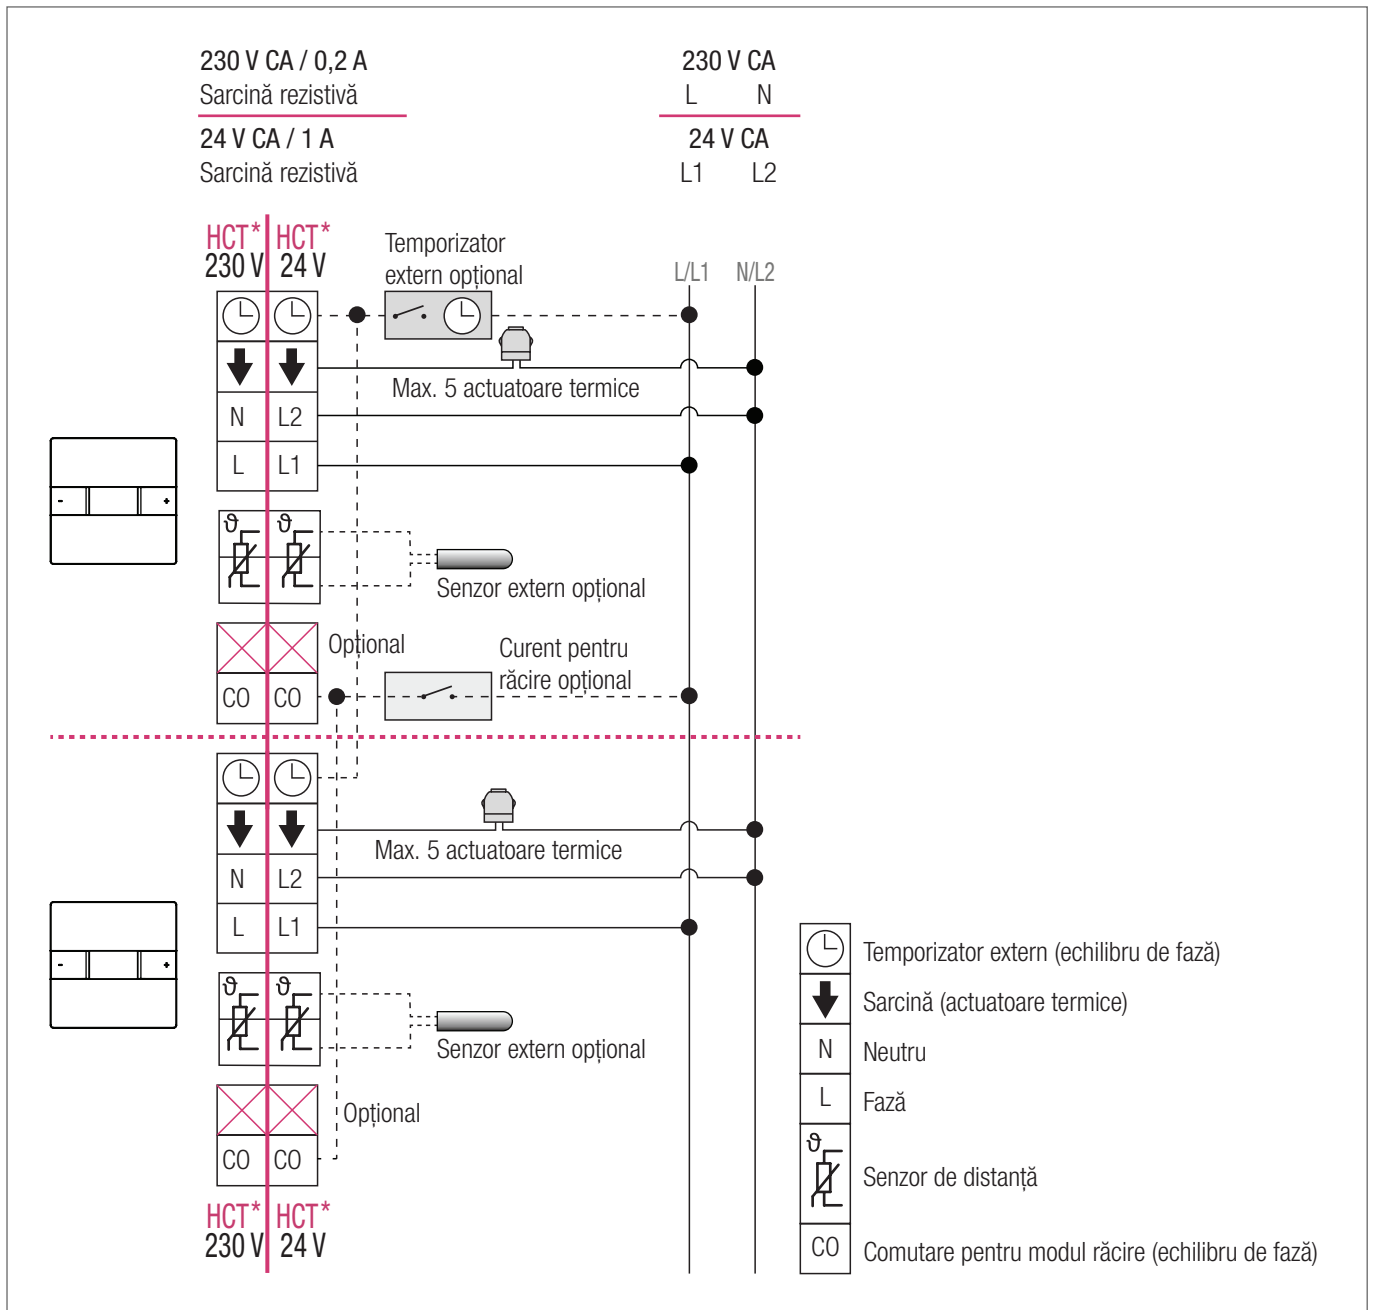 230 V CA / 0,2 A
Sarcină rezistivă
24 V CA / 1 A
Sarcină rezistivă
230 V CA
L N
24 V CA
L1 L2
HCT* HCT*
230 V 24 V
Temporizator
extern opțional
L/L1 N/L2
Max. 5 actuatoare termice
N L2
L L1
- +
ϑ ϑ
Senzor extern opțional
Opțional
Curent pentru
răcire opțional
CO CO
Max. 5 actuatoare termice
N L2
L L1
- +
ϑ ϑ
Senzor extern opțional
Opțional
CO CO
HCT* HCT*
230 V 24 V
Temporizator extern (echilibru de fază)
Sarcină (actuatoare termice)
N Neutru
L Fază
ϑ Senzor de distanță
CO Comutare pentru modul răcire (echilibru de fază)